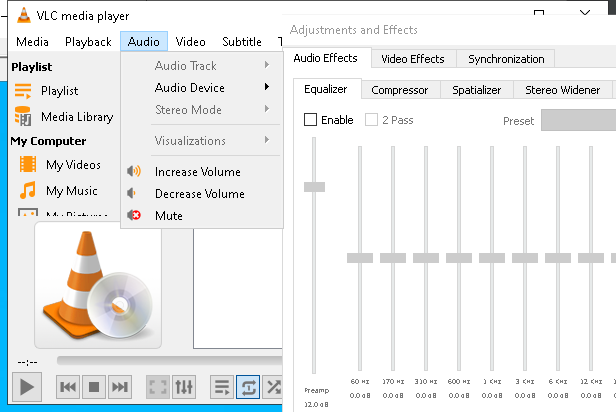 VLC media player
Media Playback Audio Video Subtitle
Playlist
Playlist
Media Library
My Computer
My Videos
My Music
My Pictures
Audio Track
Audio Device
Stereo Mode
Visualizations
Increase Volume
Decrease Volume
Mute
--:--
Adjustments and Effects
Audio Effects Video Effects Synchronization
Equalizer Compressor Spatializer Stereo Widener
Enable 2 Pass Preset
60 Hz 170 Hz 310 Hz 600 Hz 1 KHz 3 KHz 6 KHz 12 KHz
Preamp 0.0 dB 0.0 dB 0.0 dB 0.0 dB 0.0 dB 0.0 dB 0.0 dB 0.0 dB
12.0 dB